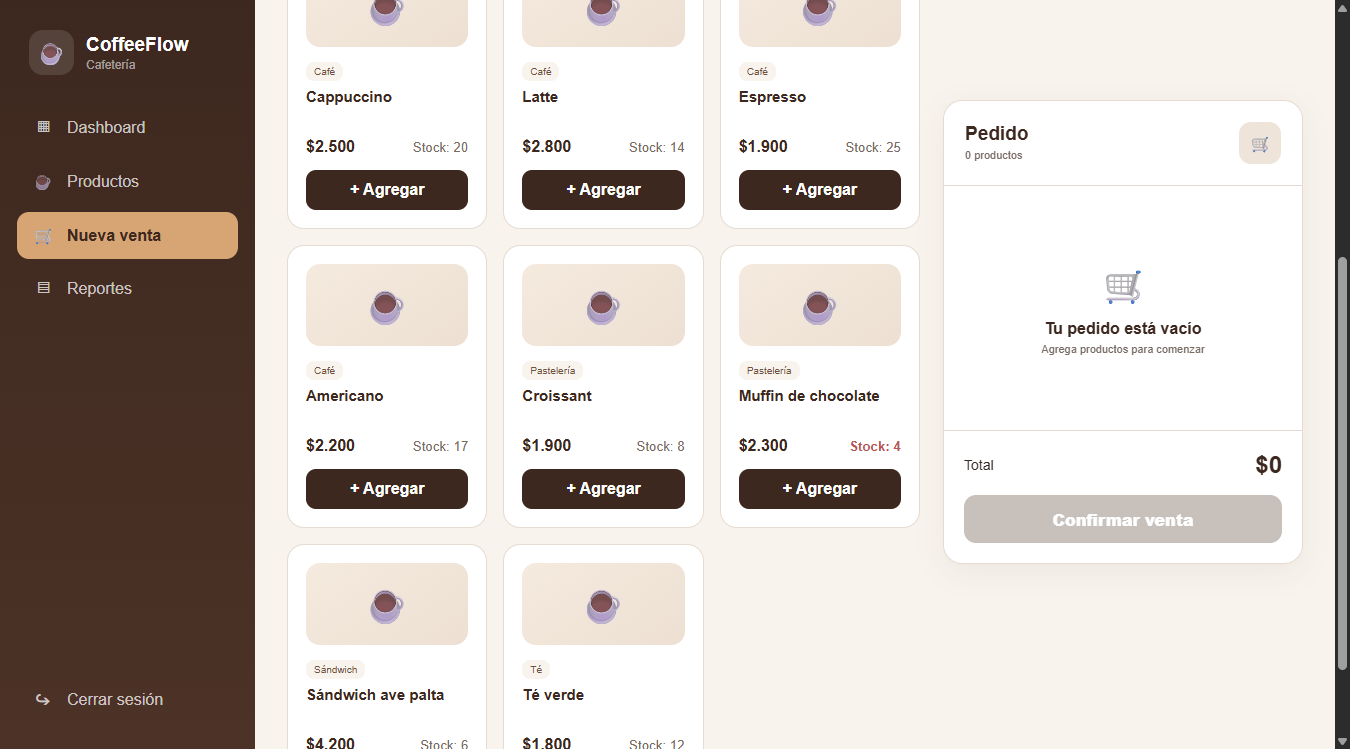 CoffeeFlow
Cafetería
Dashboard
Productos
Nueva venta
Reportes
Cerrar sesión
Café
Cappuccino
$2.500
Stock: 20
+ Agregar
Café
Latte
$2.800
Stock: 14
+ Agregar
Café
Espresso
$1.900
Stock: 25
+ Agregar
Café
Americano
$2.200
Stock: 17
+ Agregar
Pastelería
Croissant
$1.900
Stock: 8
+ Agregar
Pastelería
Muffin de chocolate
$2.300
Stock: 4
+ Agregar
Sándwich
Sándwich ave palta
$4.200
Stock: 6
Té
Té verde
$1.800
Stock: 12
Pedido
0 productos
Tu pedido está vacío
Agrega productos para comenzar
Total
$0
Confirmar venta